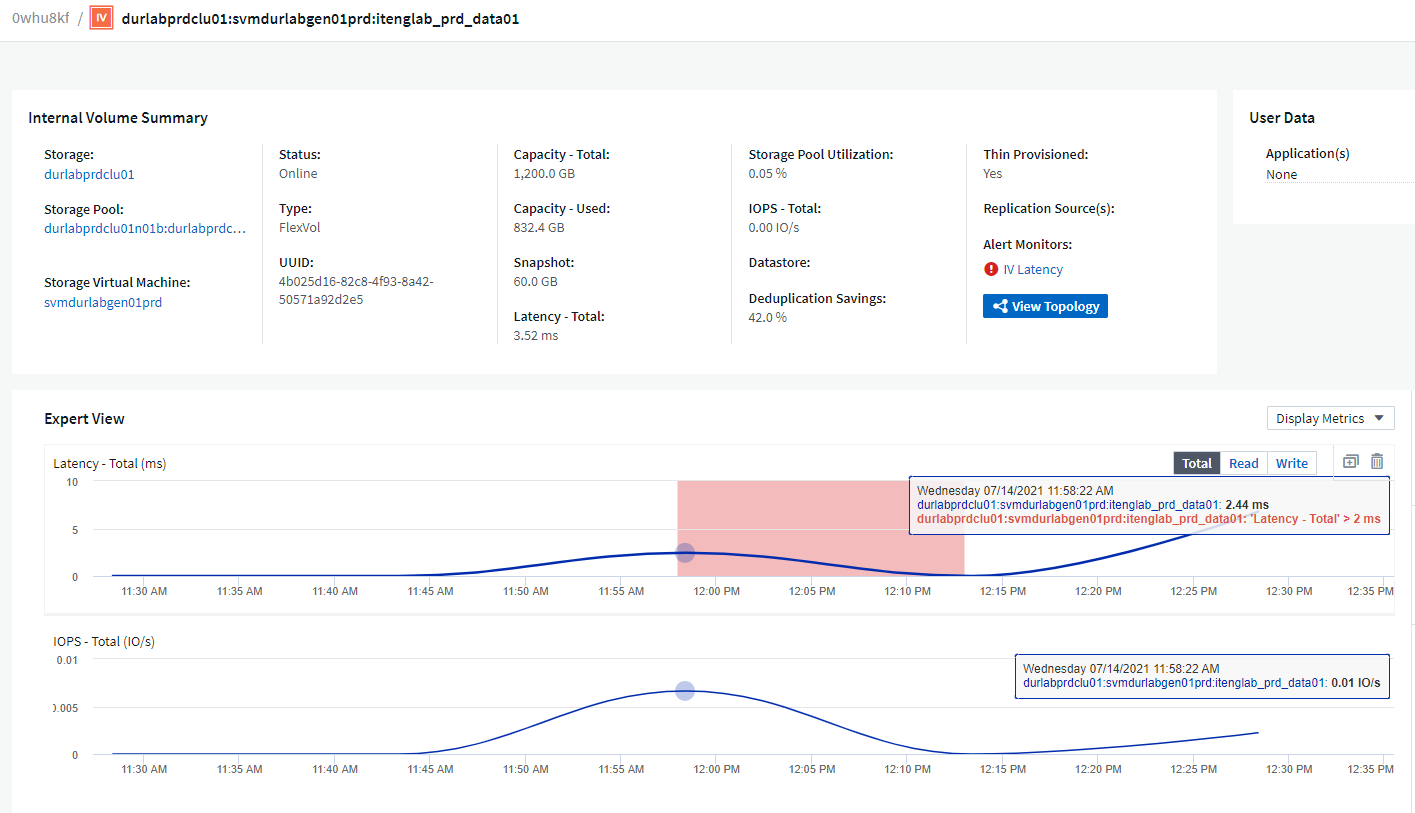 0whu8kf / IV durlabprdclu01:svmdurlabgen01prd:itenglab_prd_data01
Internal Volume Summary
Storage:
durlabprdclu01
Storage Pool:
durlabprdclu01n01b:durlabprdc...
Storage Virtual Machine:
svmdurlabgen01prd
Status:
Online
Type:
FlexVol
UUID:
4b025d16-82c8-4f93-8a42-
50571a92d2e5
Capacity - Total:
1,200.0 GB
Capacity - Used:
832.4 GB
Snapshot:
60.0 GB
Latency - Total:
3.52 ms
Storage Pool Utilization:
0.05 %
IOPS - Total:
0.00 IO/s
Datastore:
Deduplication Savings:
42.0 %
Thin Provisioned:
Yes
Replication Source(s):
Alert Monitors:
IV Latency
View Topology
User Data
Application(s)
None
Expert View
Display Metrics
Latency - Total (ms)
Total Read Write
10
5
0
Wednesday 07/14/2021 11:58:22 AM
durlabprdclu01:svmdurlabgen01prd:itenglab_prd_data01: 2.44 ms
durlabprdclu01:svmdurlabgen01prd:itenglab_prd_data01: 'Latency - Total' > 2 ms
11:30 AM 11:35 AM 11:40 AM 11:45 AM 11:50 AM 11:55 AM 12:00 PM 12:05 PM 12:10 PM 12:15 PM 12:20 PM 12:25 PM 12:30 PM 12:35 PM
IOPS - Total (IO/s)
0.01
0.005
0
Wednesday 07/14/2021 11:58:22 AM
durlabprdclu01:svmdurlabgen01prd:itenglab_prd_data01: 0.01 IO/s
11:30 AM 11:35 AM 11:40 AM 11:45 AM 11:50 AM 11:55 AM 12:00 PM 12:05 PM 12:10 PM 12:15 PM 12:20 PM 12:25 PM 12:30 PM 12:35 PM